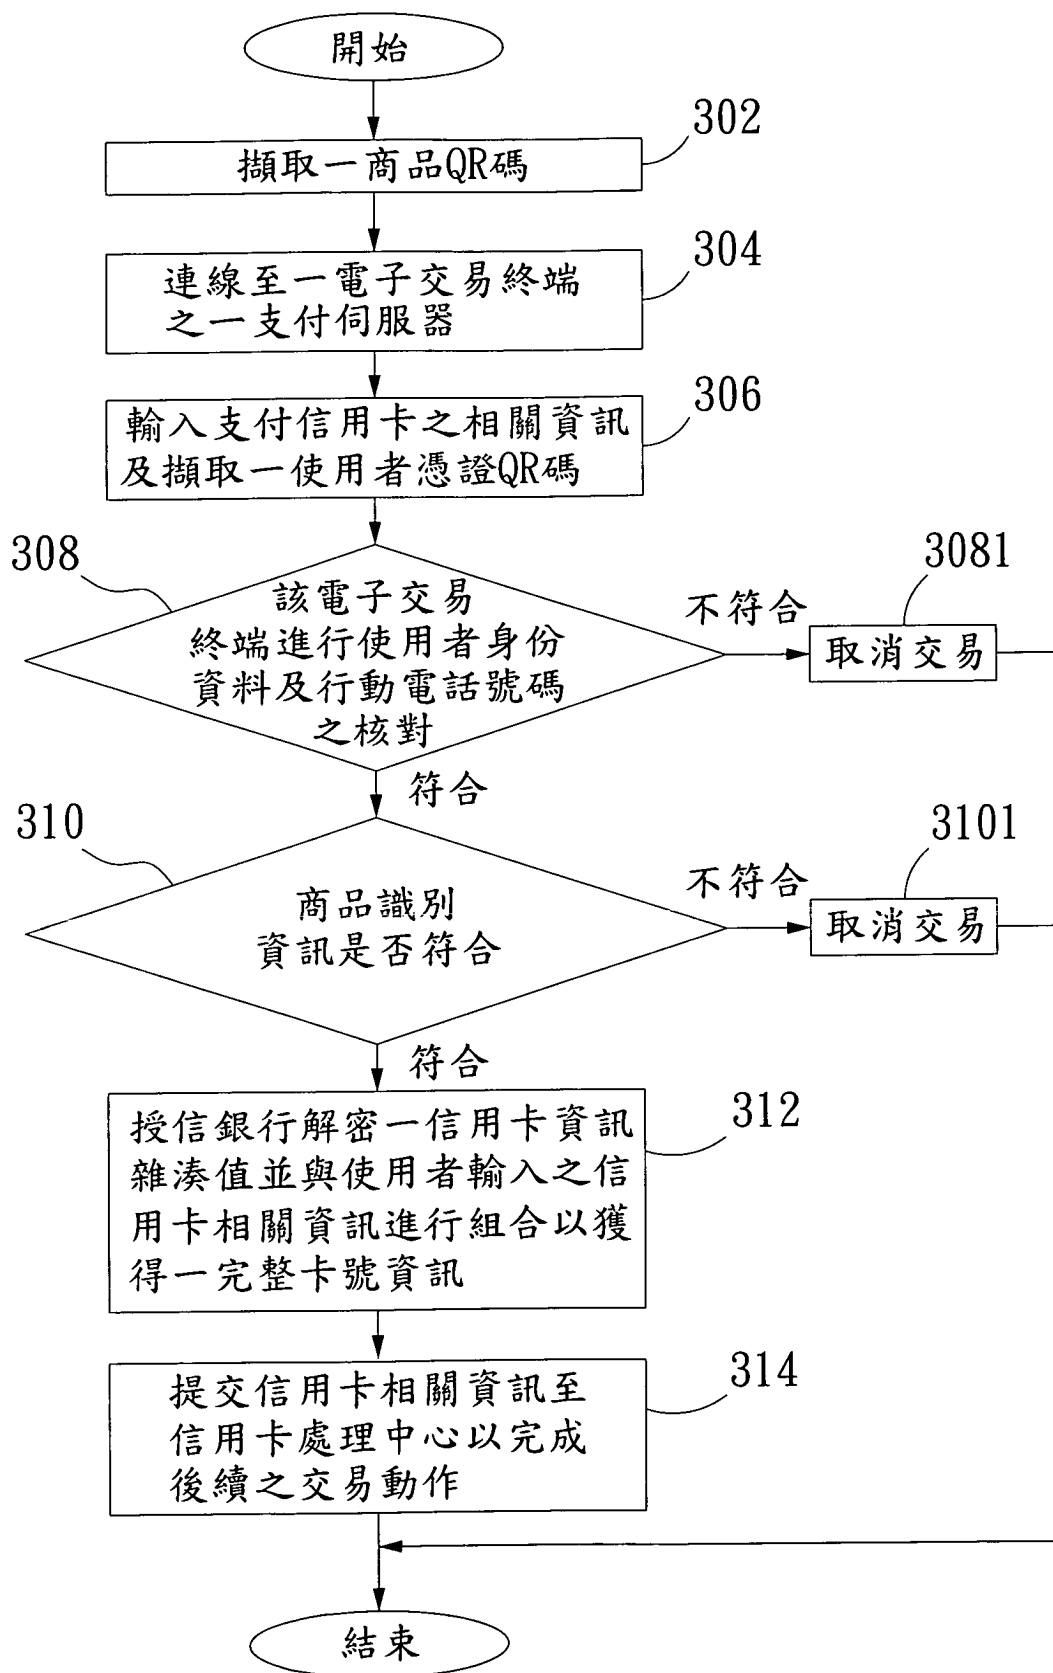 開始
302
擷取一商品QR碼
304
連線至一電子交易終端
之一支付伺服器
306
輸入支付信用卡之相關資訊
及擷取一使用者憑證QR碼
308
該電子交易
終端進行使用者身份
資料及行動電話號碼
之核對
不符合
3081
取消交易
符合
310
商品識別
資訊是否符合
不符合
3101
取消交易
符合
312
授信銀行解密一信用卡資訊
雜湊值並與使用者輸入之信
用卡相關資訊進行組合以獲
得一完整卡號資訊
314
提交信用卡相關資訊至
信用卡處理中心以完成
後續之交易動作
結束